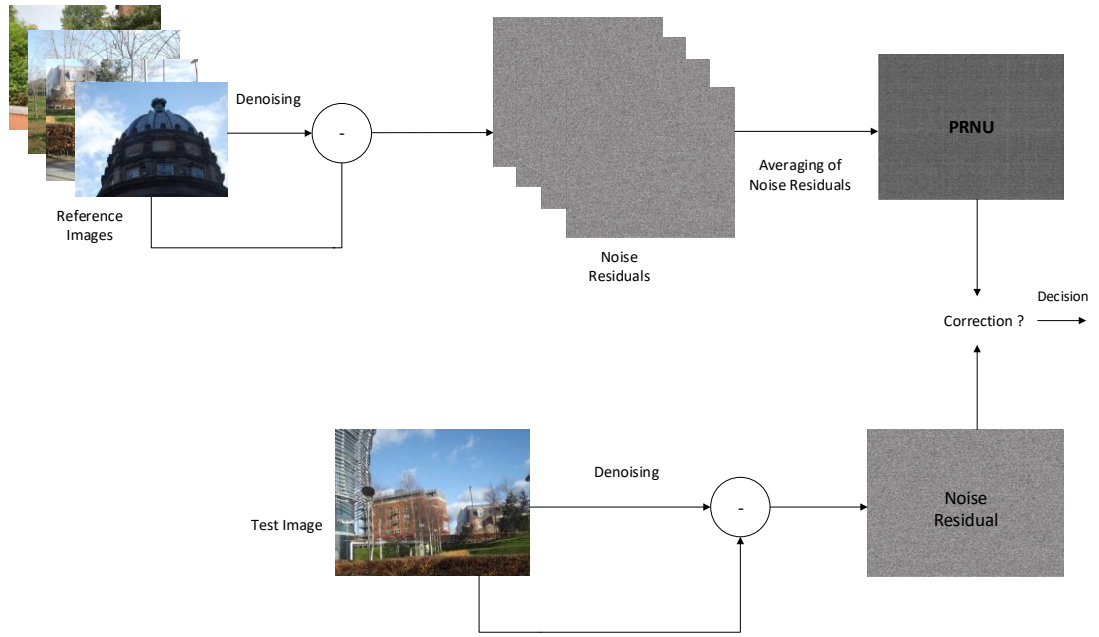 Denoising
-
Reference
Images
Noise
Residuals
Averaging of
Noise Residuals
PRNU
Correction ?
Decision
Test Image
Denoising
-
Noise
Residual